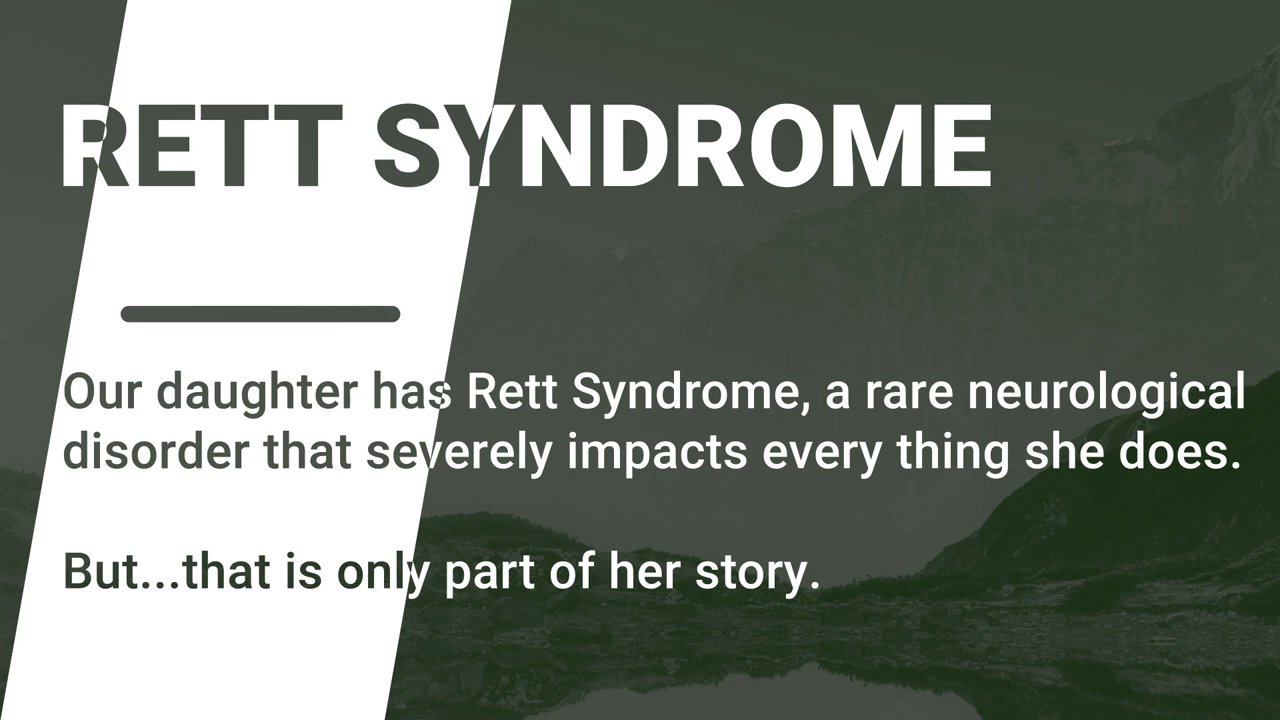 RETT SYNDROME
Our daughter has Rett Syndrome, a rare neurological
disorder that severely impacts every thing she does.
But...that is only part of her story.